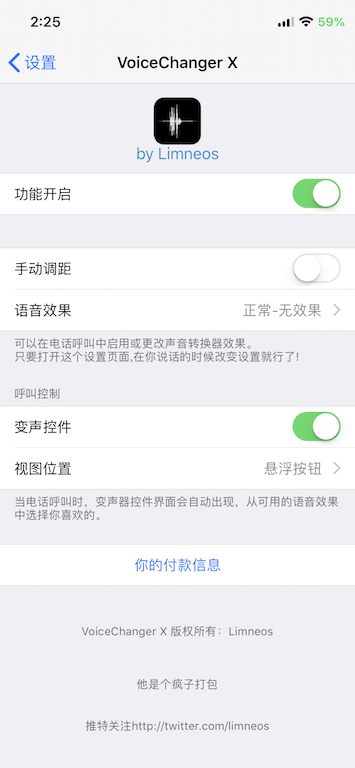 2:25
59%
设置
VoiceChanger X
by Limneos
功能开启
手动调距
语音效果
正常-无效果
可以在电话呼叫中启用或更改声音转换器效果。
只要打开这个设置页面,在你说话的时候改变设置就行了!
呼叫控制
变声控件
视图位置
悬浮按钮
当电话呼叫时，变声器控件界面会自动出现，从可用的语音效果
中选择你喜欢的。
你的付款信息
VoiceChanger X 版权所有：Limneos
他是个疯子打包
推特关注http://twitter.com/limneos